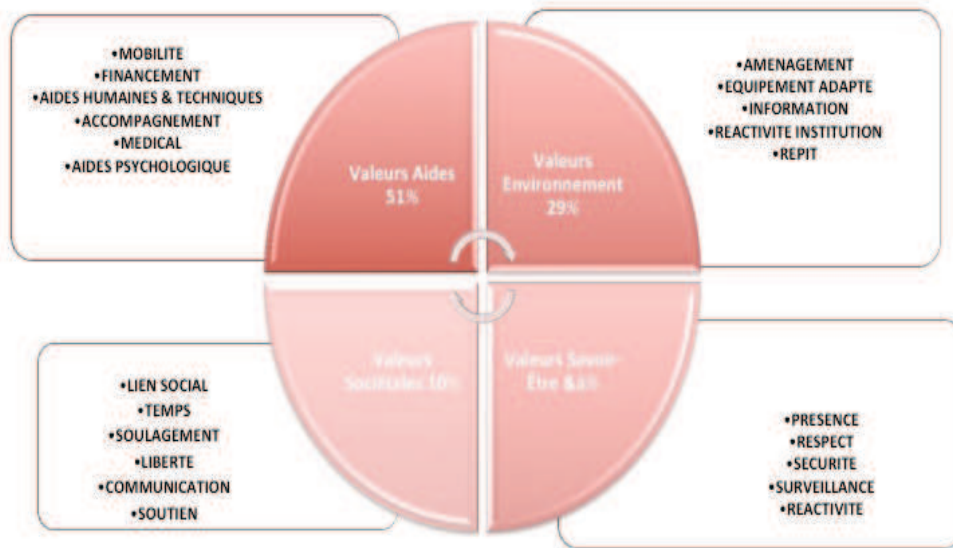 •MOBILITE
•FINANCEMENT
•AIDES HUMAINES & TECHNIQUES
•ACCOMPAGNEMENT
•MEDICAL
•AIDES PSYCHOLOGIQUE
Valeurs Aides
51%
Valeurs
Environnement
29%
•AMENAGEMENT
•EQUIPEMENT ADAPTE
•INFORMATION
•REACTIVITE INSTITUTION
•REPIT
•LIEN SOCIAL
•TEMPS
•SOULAGEMENT
•LIBERTE
•COMMUNICATION
•SOUTIEN
Valeurs
Sociétales 10%
Valeurs Savoir-
Être
•PRESENCE
•RESPECT
•SECURITE
•SURVEILLANCE
•REACTIVITE